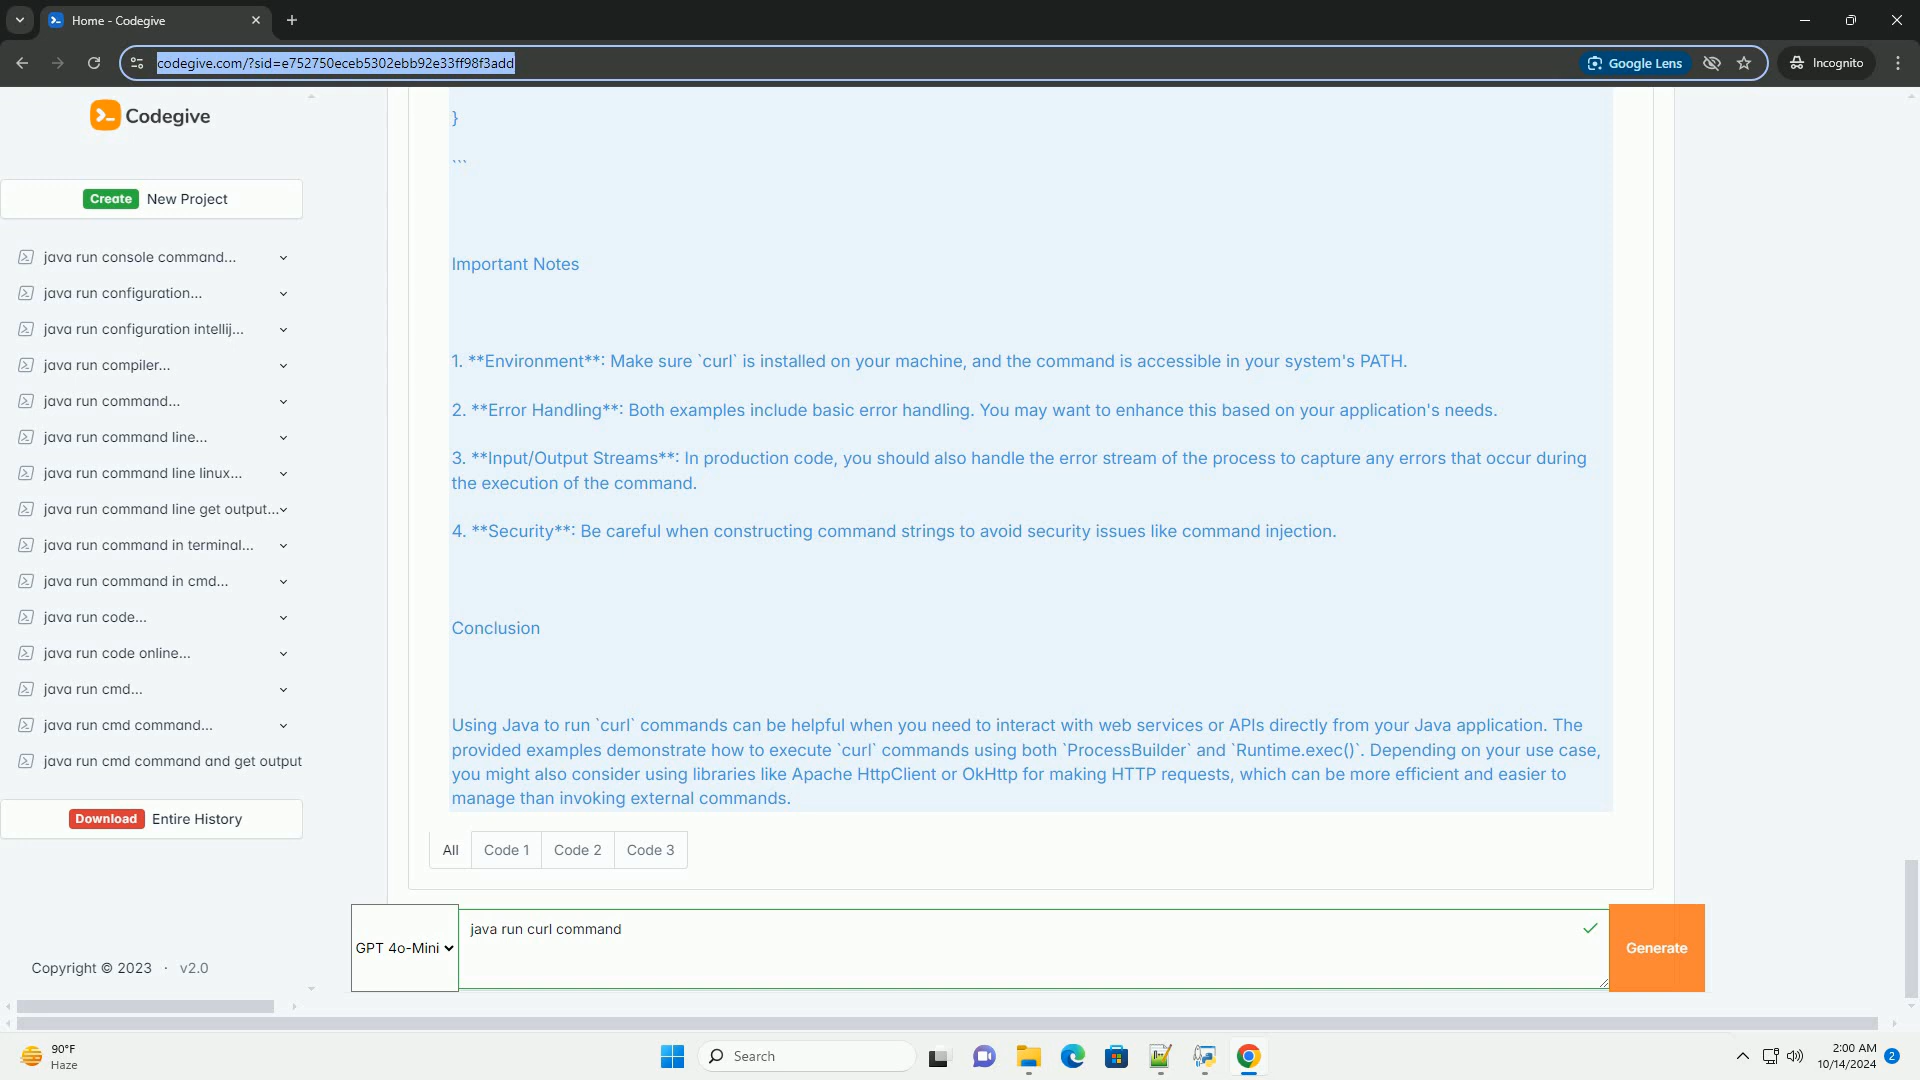 Home - Codegive
codegive.com/?sid=e752750eceb5302ebb92e33ff98f3add
Google Lens
Incognito
Codegive
Create New Project
java run console command...
java run configuration...
java run configuration intellij...
java run compiler...
java run command...
java run command line...
java run command line linux...
java run command line get output...
java run command in terminal...
java run command in cmd...
java run code...
java run code online...
java run cmd...
java run cmd command...
java run cmd command and get output
Download Entire History
Copyright © 2023 · v2.0
}
```
Important Notes
1. **Environment**: Make sure `curl` is installed on your machine, and the command is accessible in your system's PATH.
2. **Error Handling**: Both examples include basic error handling. You may want to enhance this based on your application's needs.
3. **Input/Output Streams**: In production code, you should also handle the error stream of the process to capture any errors that occur during
the execution of the command.
4. **Security**: Be careful when constructing command strings to avoid security issues like command injection.
Conclusion
Using Java to run `curl` commands can be helpful when you need to interact with web services or APIs directly from your Java application. The
provided examples demonstrate how to execute `curl` commands using both `ProcessBuilder` and `Runtime.exec()`. Depending on your use case,
you might also consider using libraries like Apache HttpClient or OkHttp for making HTTP requests, which can be more efficient and easier to
manage than invoking external commands.
All Code 1 Code 2 Code 3
GPT 4o-Mini
java run curl command
Generate
90°F
Haze
Search
2:00 AM
10/14/2024
2